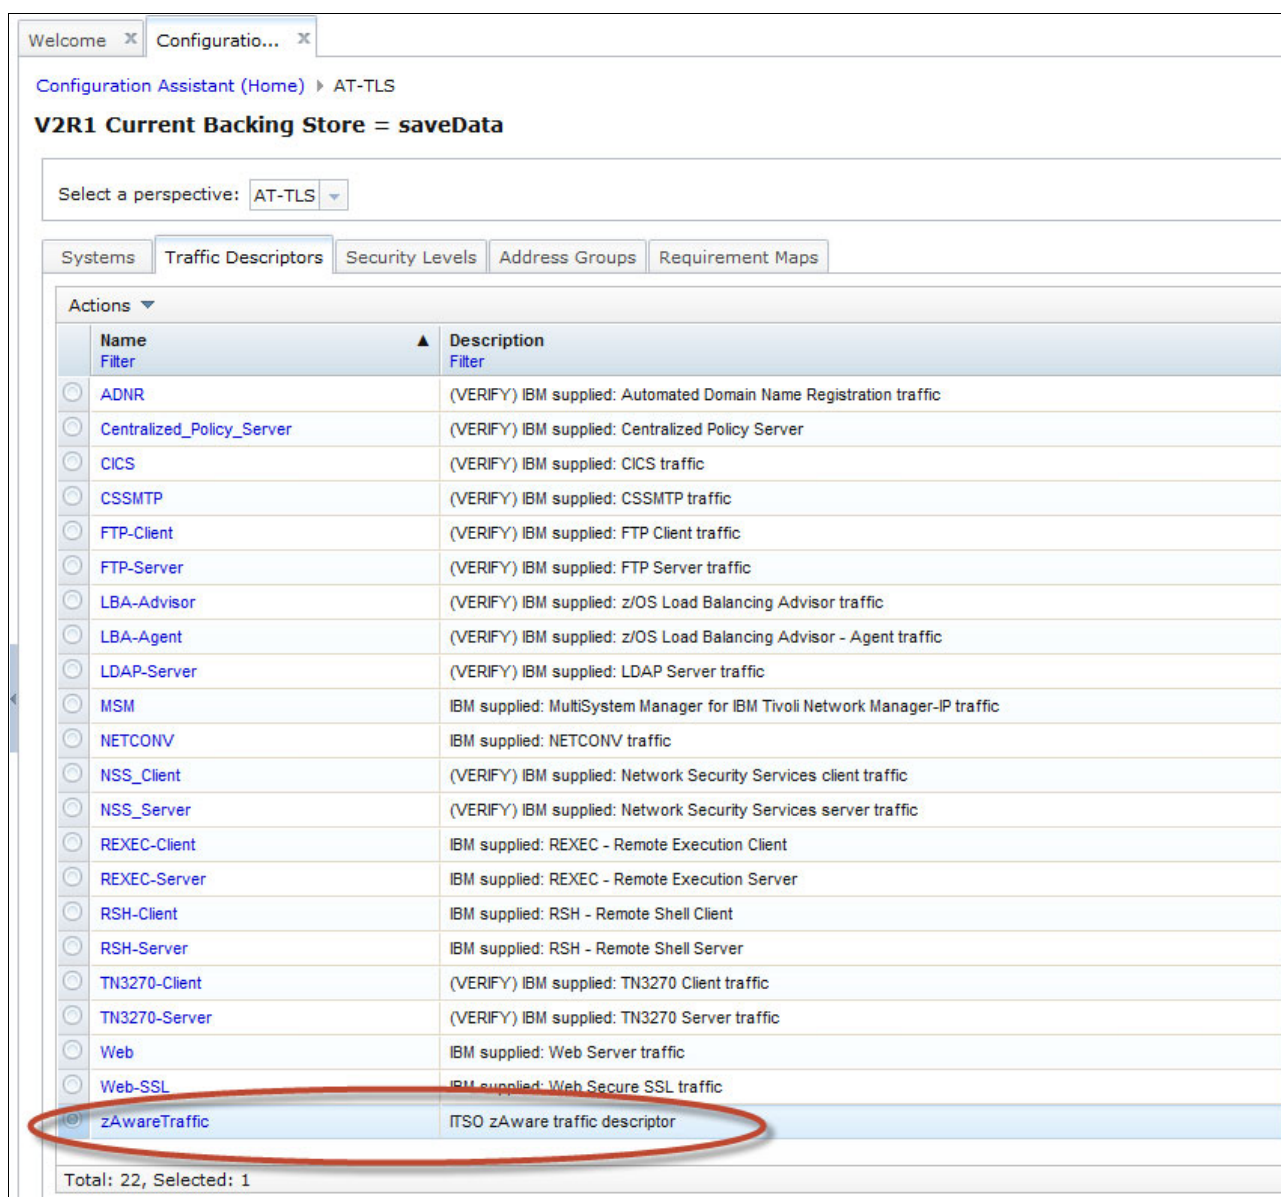 Welcome x Configuratio... x
Configuration Assistant (Home) AT-TLS
V2R1 Current Backing Store = saveData
Select a perspective: AT-TLS
Systems Traffic Descriptors Security Levels Address Groups Requirement Maps
Actions
Name Description
Filter Filter
ADNR (VERIFY) IBM supplied: Automated Domain Name Registration traffic
Centralized_Policy_Server (VERIFY) IBM supplied: Centralized Policy Server
CICS (VERIFY) IBM supplied: CICS traffic
CSSMTP (VERIFY) IBM supplied: CSSMTP traffic
FTP-Client (VERIFY) IBM supplied: FTP Client traffic
FTP-Server (VERIFY) IBM supplied: FTP Server traffic
LBA-Advisor (VERIFY) IBM supplied: z/OS Load Balancing Advisor traffic
LBA-Agent (VERIFY) IBM supplied: z/OS Load Balancing Advisor - Agent traffic
LDAP-Server (VERIFY) IBM supplied: LDAP Server traffic
MSM IBM supplied: MultiSystem Manager for IBM Tivoli Network Manager-IP traffic
NETCONV IBM supplied: NETCONV traffic
NSS_Client (VERIFY) IBM supplied: Network Security Services client traffic
NSS_Server (VERIFY) IBM supplied: Network Security Services server traffic
REXEC-Client IBM supplied: REXEC - Remote Execution Client
REXEC-Server IBM supplied: REXEC - Remote Execution Server
RSH-Client IBM supplied: RSH - Remote Shell Client
RSH-Server IBM supplied: RSH - Remote Shell Server
TN3270-Client (VERIFY) IBM supplied: TN3270 Client traffic
TN3270-Server (VERIFY) IBM supplied: TN3270 Server traffic
Web IBM supplied: Web Server traffic
Web-SSL IBM supplied: Web Secure SSL traffic
zAwareTraffic ITSO zAware traffic descriptor
Total: 22, Selected: 1